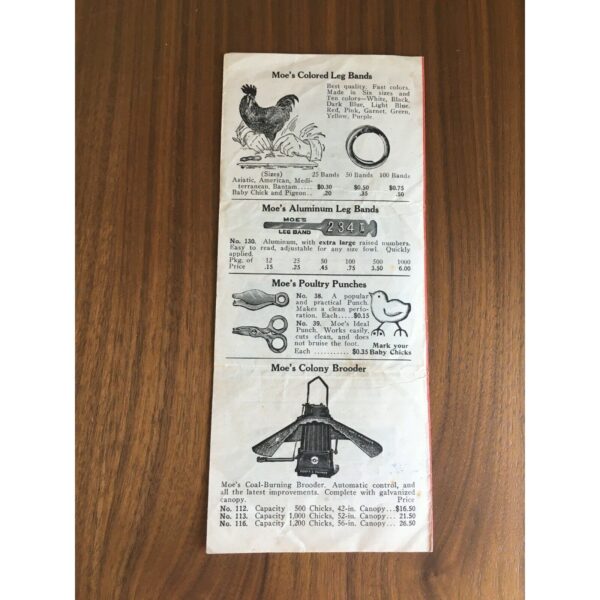 Moe's Colored Leg Bands
Best quality. Fast colors.
Made in Six sizes and
Ten colors—White, Black,
Dark Blue, Light Blue,
Red, Pink, Garnet, Green,
Yellow, Purple.
(Sizes) 25 Bands 50 Bands 100 Bands
Asiatic, American, Medi-
terranean, Bantam..... $0.30 $0.50 $0.75
Baby Chick and Pigeon.. .20 .35 .50
Moe's Aluminum Leg Bands
MOE'S
LEG BAND 234
No. 130. Aluminum, with extra large raised numbers.
Easy to read, adjustable for any size fowl. Quickly
applied.
Pkg. of 12 25 50 100 500 1000
Price .15 .25 .45 .75 3.50 6.00
Moe's Poultry Punches
No. 38. A popular
and practical Punch.
Makes a clean perfo-
ration. Each.....$0.15
No. 39. Moe's Ideal
Punch. Works easily,
cuts clean, and does
not bruise the foot.
Each ........... $0.35
Mark your
Baby Chicks
Moe's Colony Brooder
Moe's Coal-Burning Brooder. Automatic control, and
all the latest improvements. Complete with galvanized
canopy. Price
No. 112. Capacity 500 Chicks, 42-in. Canopy...$16.50
No. 113. Capacity 1,000 Chicks, 52-in. Canopy... 21.50
No. 116. Capacity 1,200 Chicks, 56-in. Canopy... 26.50